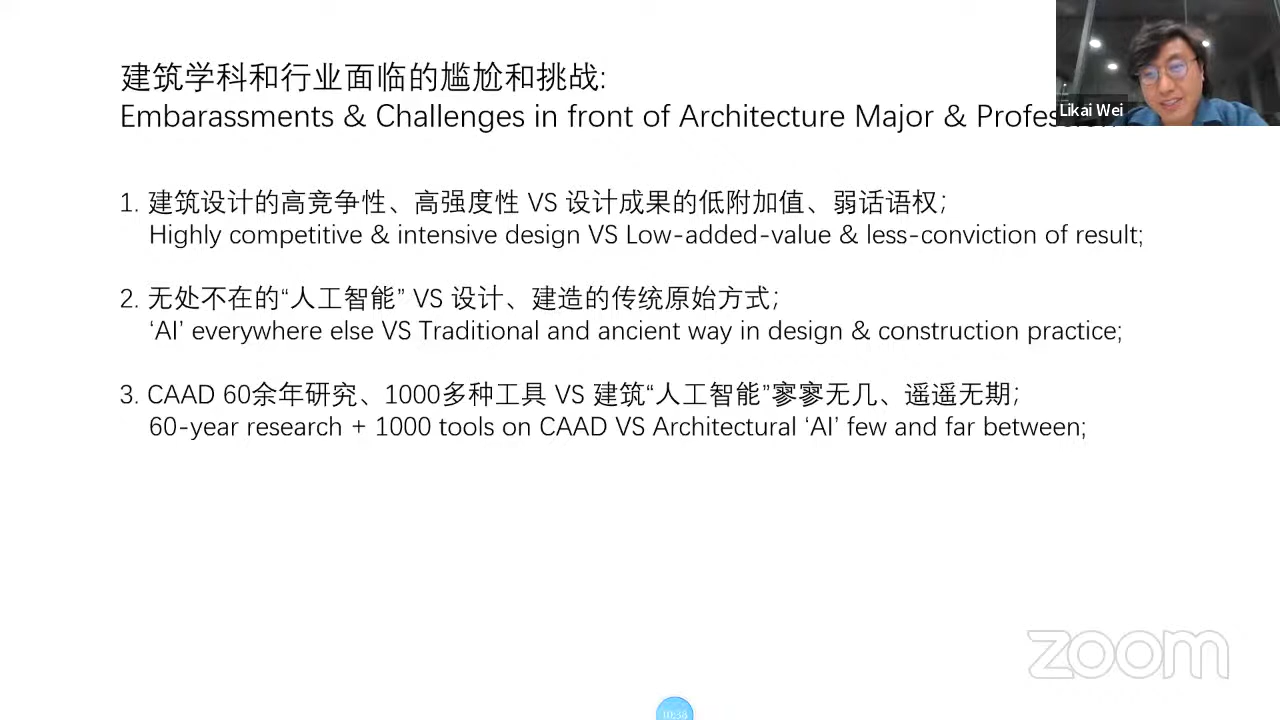 建筑学科和行业面临的尴尬和挑战:
Embarassments & Challenges in front of Architecture Major &
Likai Wei
1. 建筑设计的高竞争性、高强度性 VS 设计成果的低附加值、弱话语权;
Highly competitive & intensive design VS Low-added-value & less-conviction of result;
2. 无处不在的“人工智能” VS 设计、建造的传统原始方式;
‘AI’ everywhere else VS Traditional and ancient way in design & construction practice;
3. CAAD 60余年研究、1000多种工具 VS 建筑“人工智能”寥寥无几、遥遥无期;
60-year research + 1000 tools on CAAD VS Architectural ‘AI’ few and far between;
zoom
10:38